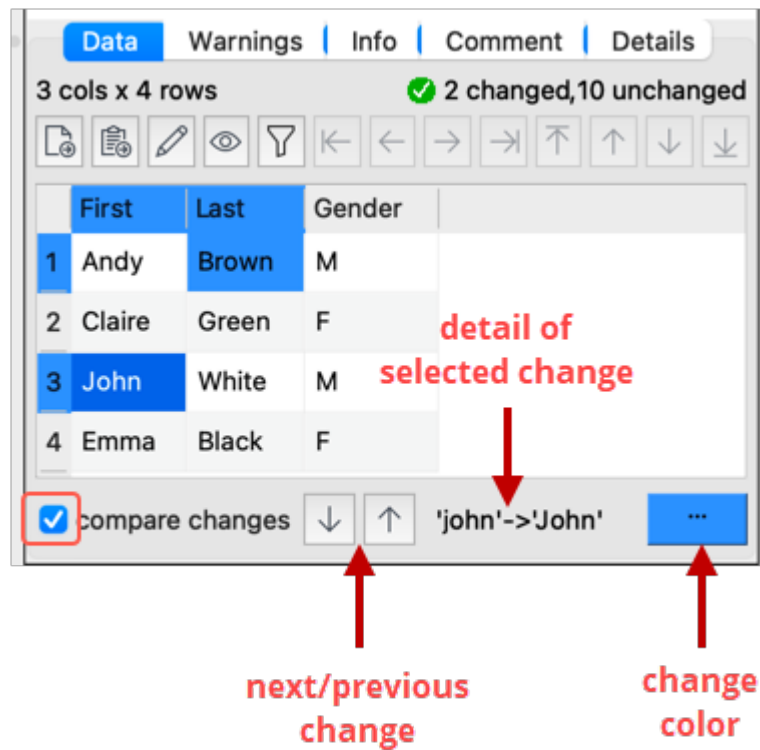 Data Warnings Info Comment Details
3 cols x 4 rows 2 changed,10 unchanged
First Last Gender
1 Andy Brown M
2 Claire Green F
3 John White M
4 Emma Black F
detail of
selected change
compare changes 'john'->'John' ...
next/previous
change
change
color